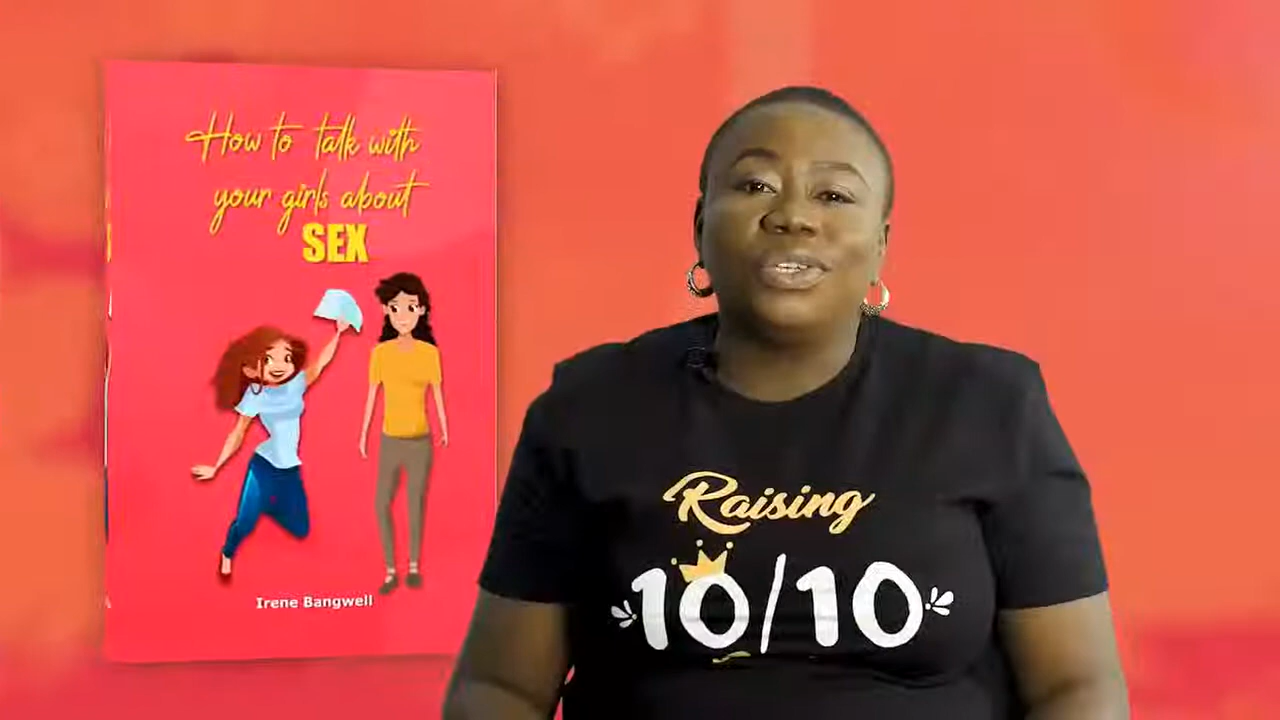 How to talk with
your girls about
SEX
Irene Bangwell
Raising
10/10